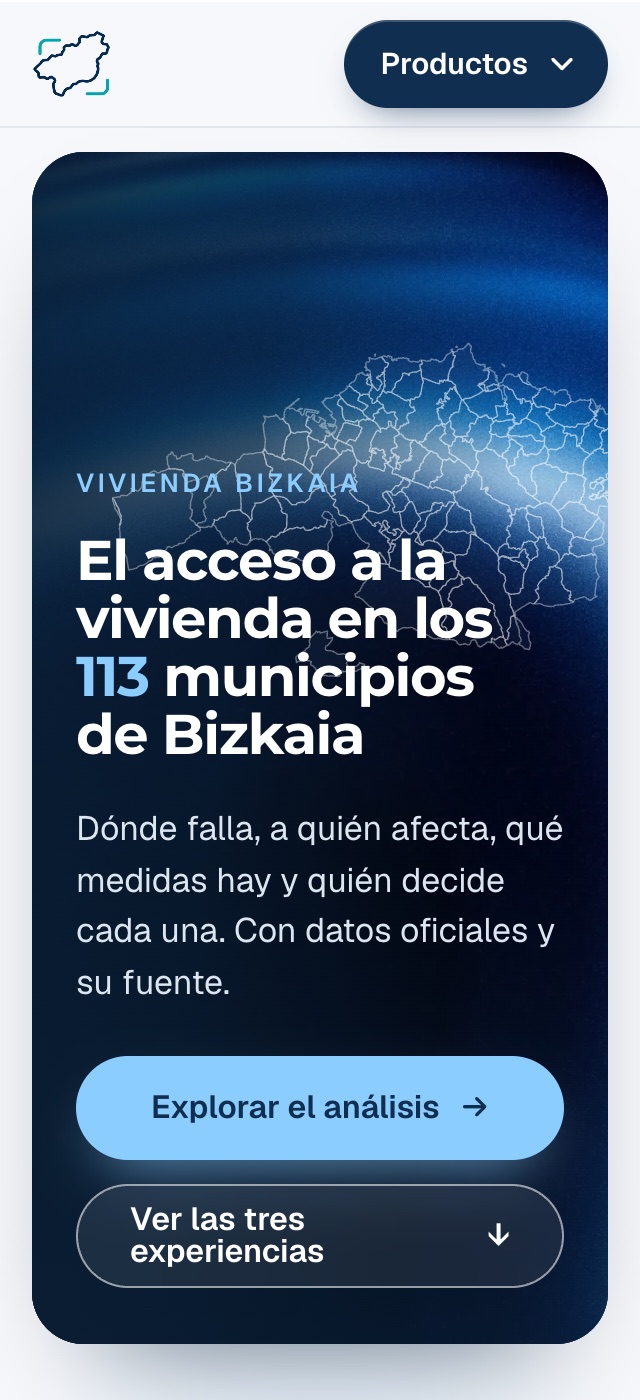 Productos
VIVIENDA BIZKAIA
El acceso a la
vivienda en los
113 municipios
de Bizkaia
Dónde falla, a quién afecta, qué
medidas hay y quién decide
cada una. Con datos oficiales y
su fuente.
Explorar el análisis →
Ver las tres
experiencias ↓